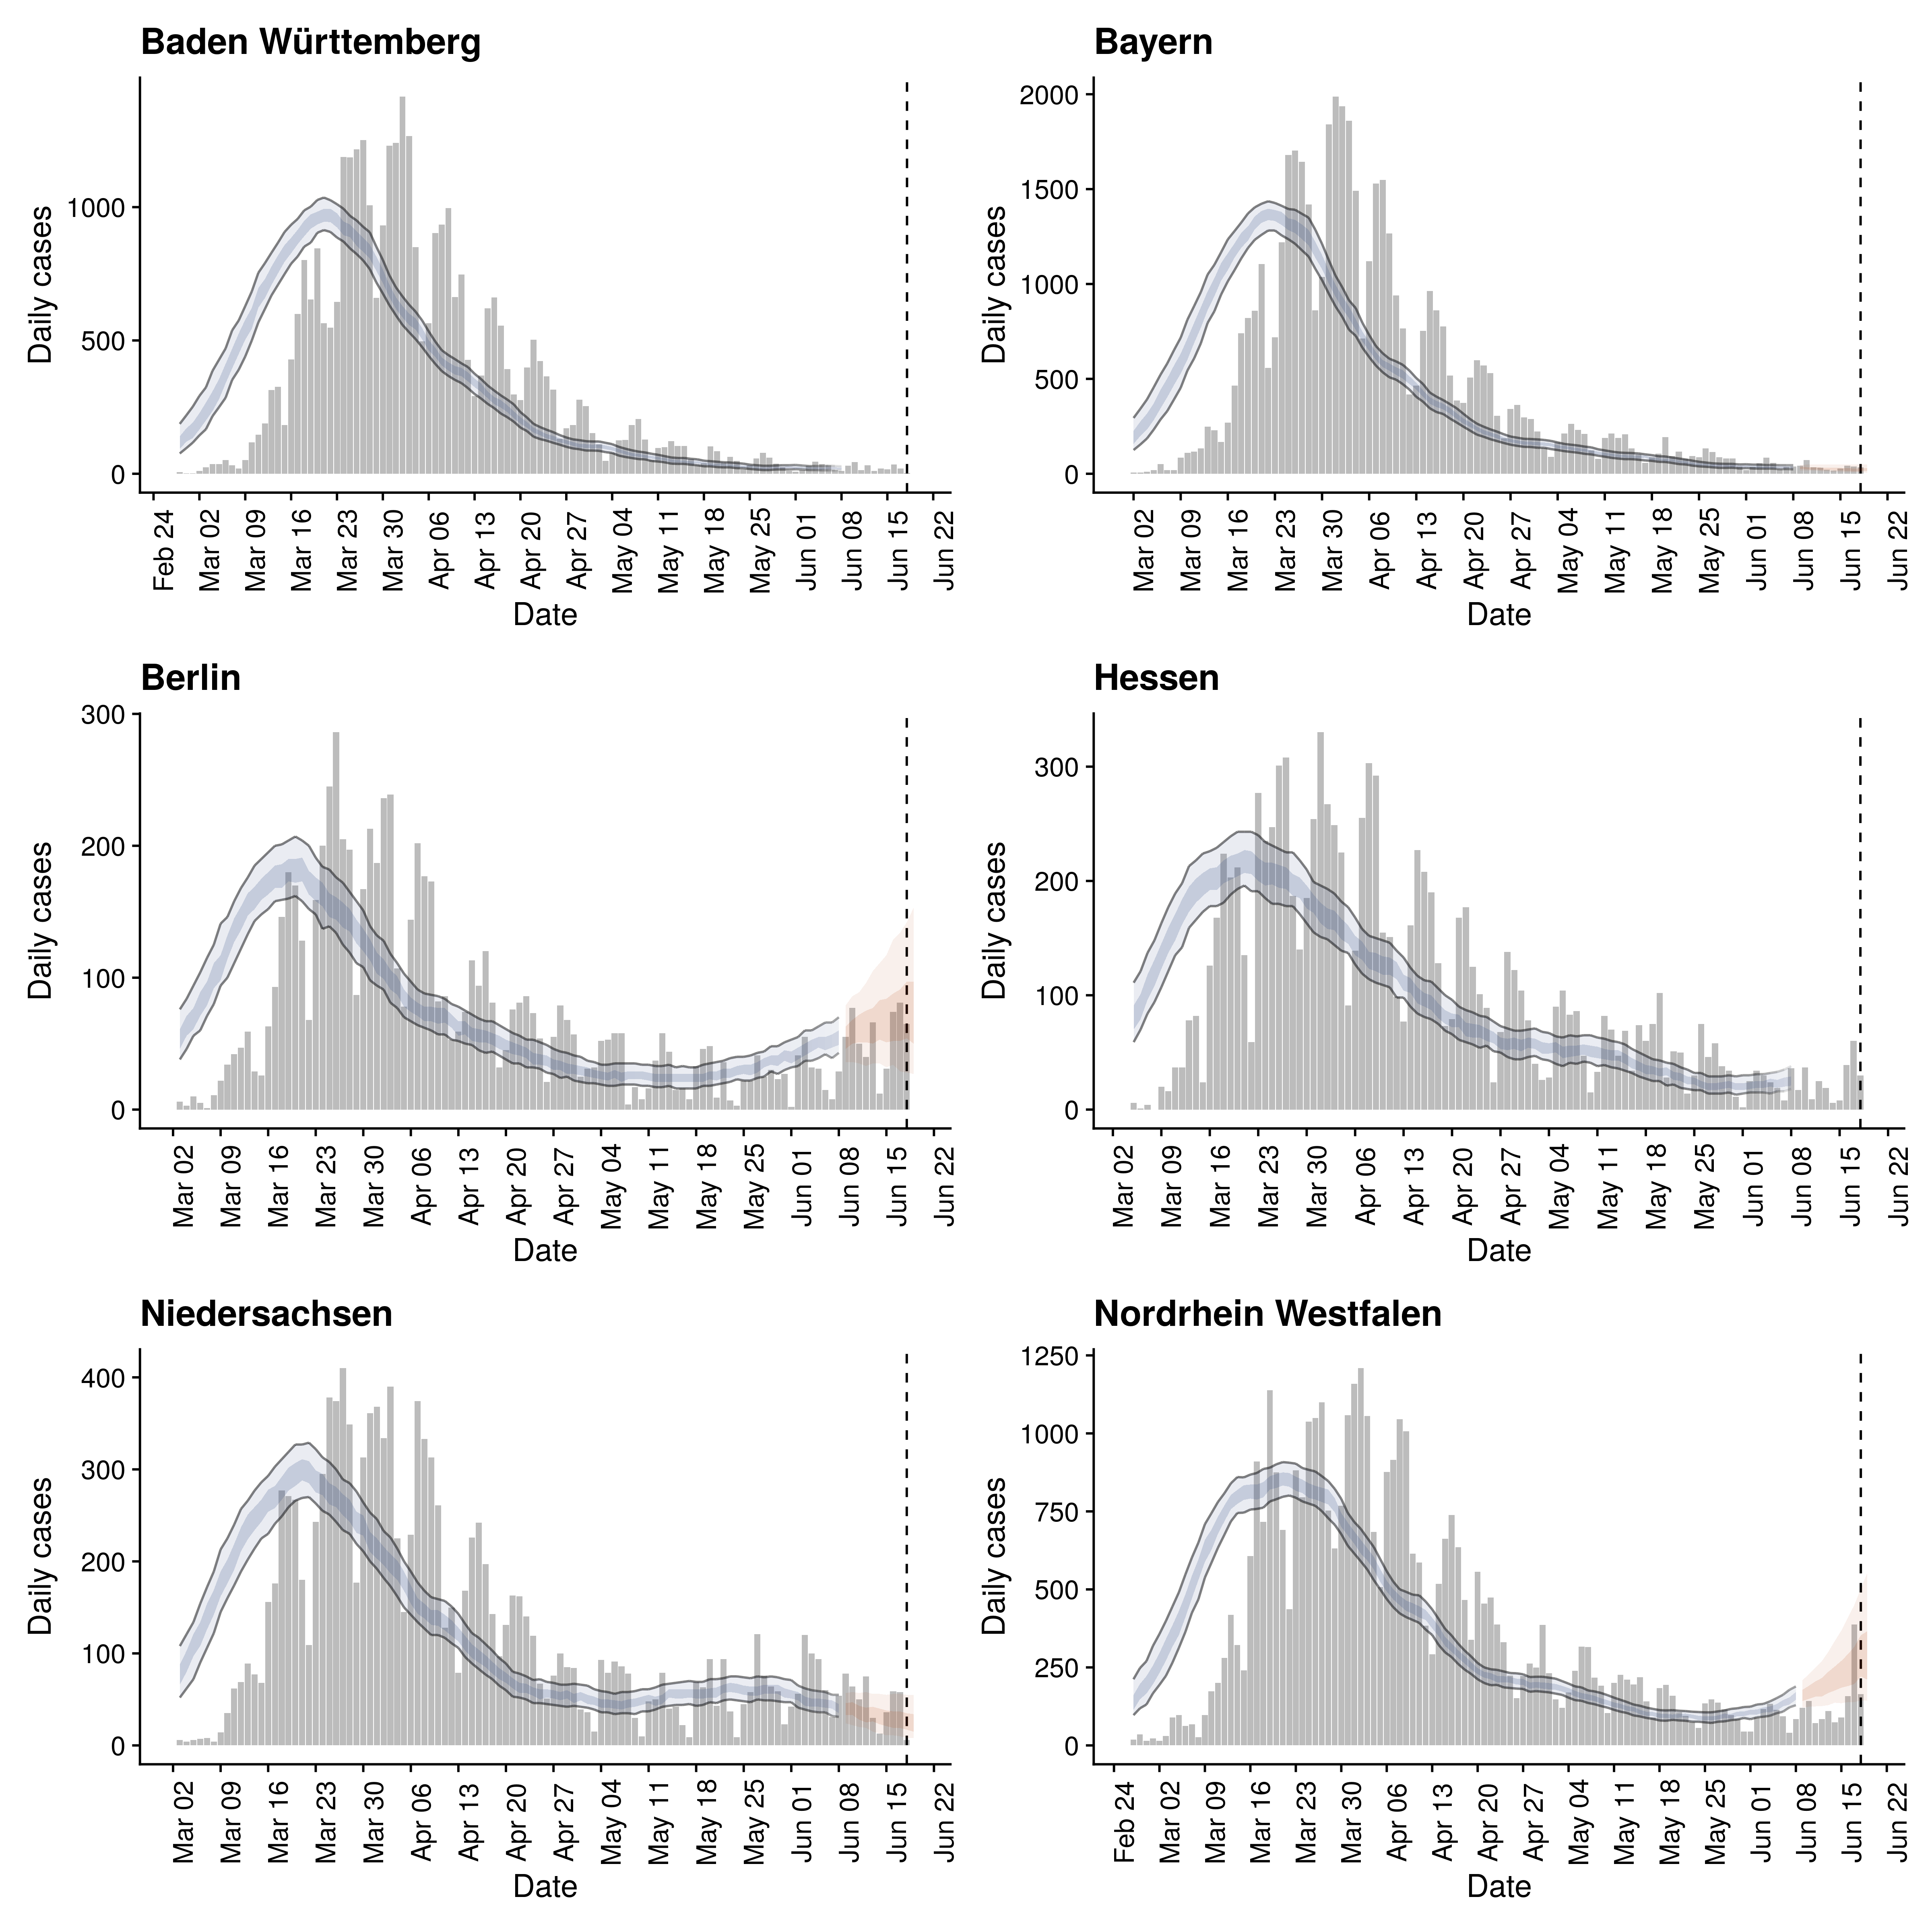 Baden Württemberg
Daily cases
1000
500
0
Feb 24
Mar 02
Mar 09
Mar 16
Mar 23
Mar 30
Apr 06
Apr 13
Apr 20
Apr 27
May 04
May 11
May 18
May 25
Jun 01
Jun 08
Jun 15
Jun 22
Date
Bayern
Daily cases
2000
1500
1000
500
0
Mar 02
Mar 09
Mar 16
Mar 23
Mar 30
Apr 06
Apr 13
Apr 20
Apr 27
May 04
May 11
May 18
May 25
Jun 01
Jun 08
Jun 15
Jun 22
Date
Berlin
Daily cases
300
200
100
0
Mar 02
Mar 09
Mar 16
Mar 23
Mar 30
Apr 06
Apr 13
Apr 20
Apr 27
May 04
May 11
May 18
May 25
Jun 01
Jun 08
Jun 15
Jun 22
Date
Hessen
Daily cases
300
200
100
0
Mar 02
Mar 09
Mar 16
Mar 23
Mar 30
Apr 06
Apr 13
Apr 20
Apr 27
May 04
May 11
May 18
May 25
Jun 01
Jun 08
Jun 15
Jun 22
Date
Niedersachsen
Daily cases
400
300
200
100
0
Mar 02
Mar 09
Mar 16
Mar 23
Mar 30
Apr 06
Apr 13
Apr 20
Apr 27
May 04
May 11
May 18
May 25
Jun 01
Jun 08
Jun 15
Jun 22
Date
Nordrhein Westfalen
Daily cases
1250
1000
750
500
250
0
Feb 24
Mar 02
Mar 09
Mar 16
Mar 23
Mar 30
Apr 06
Apr 13
Apr 20
Apr 27
May 04
May 11
May 18
May 25
Jun 01
Jun 08
Jun 15
Jun 22
Date